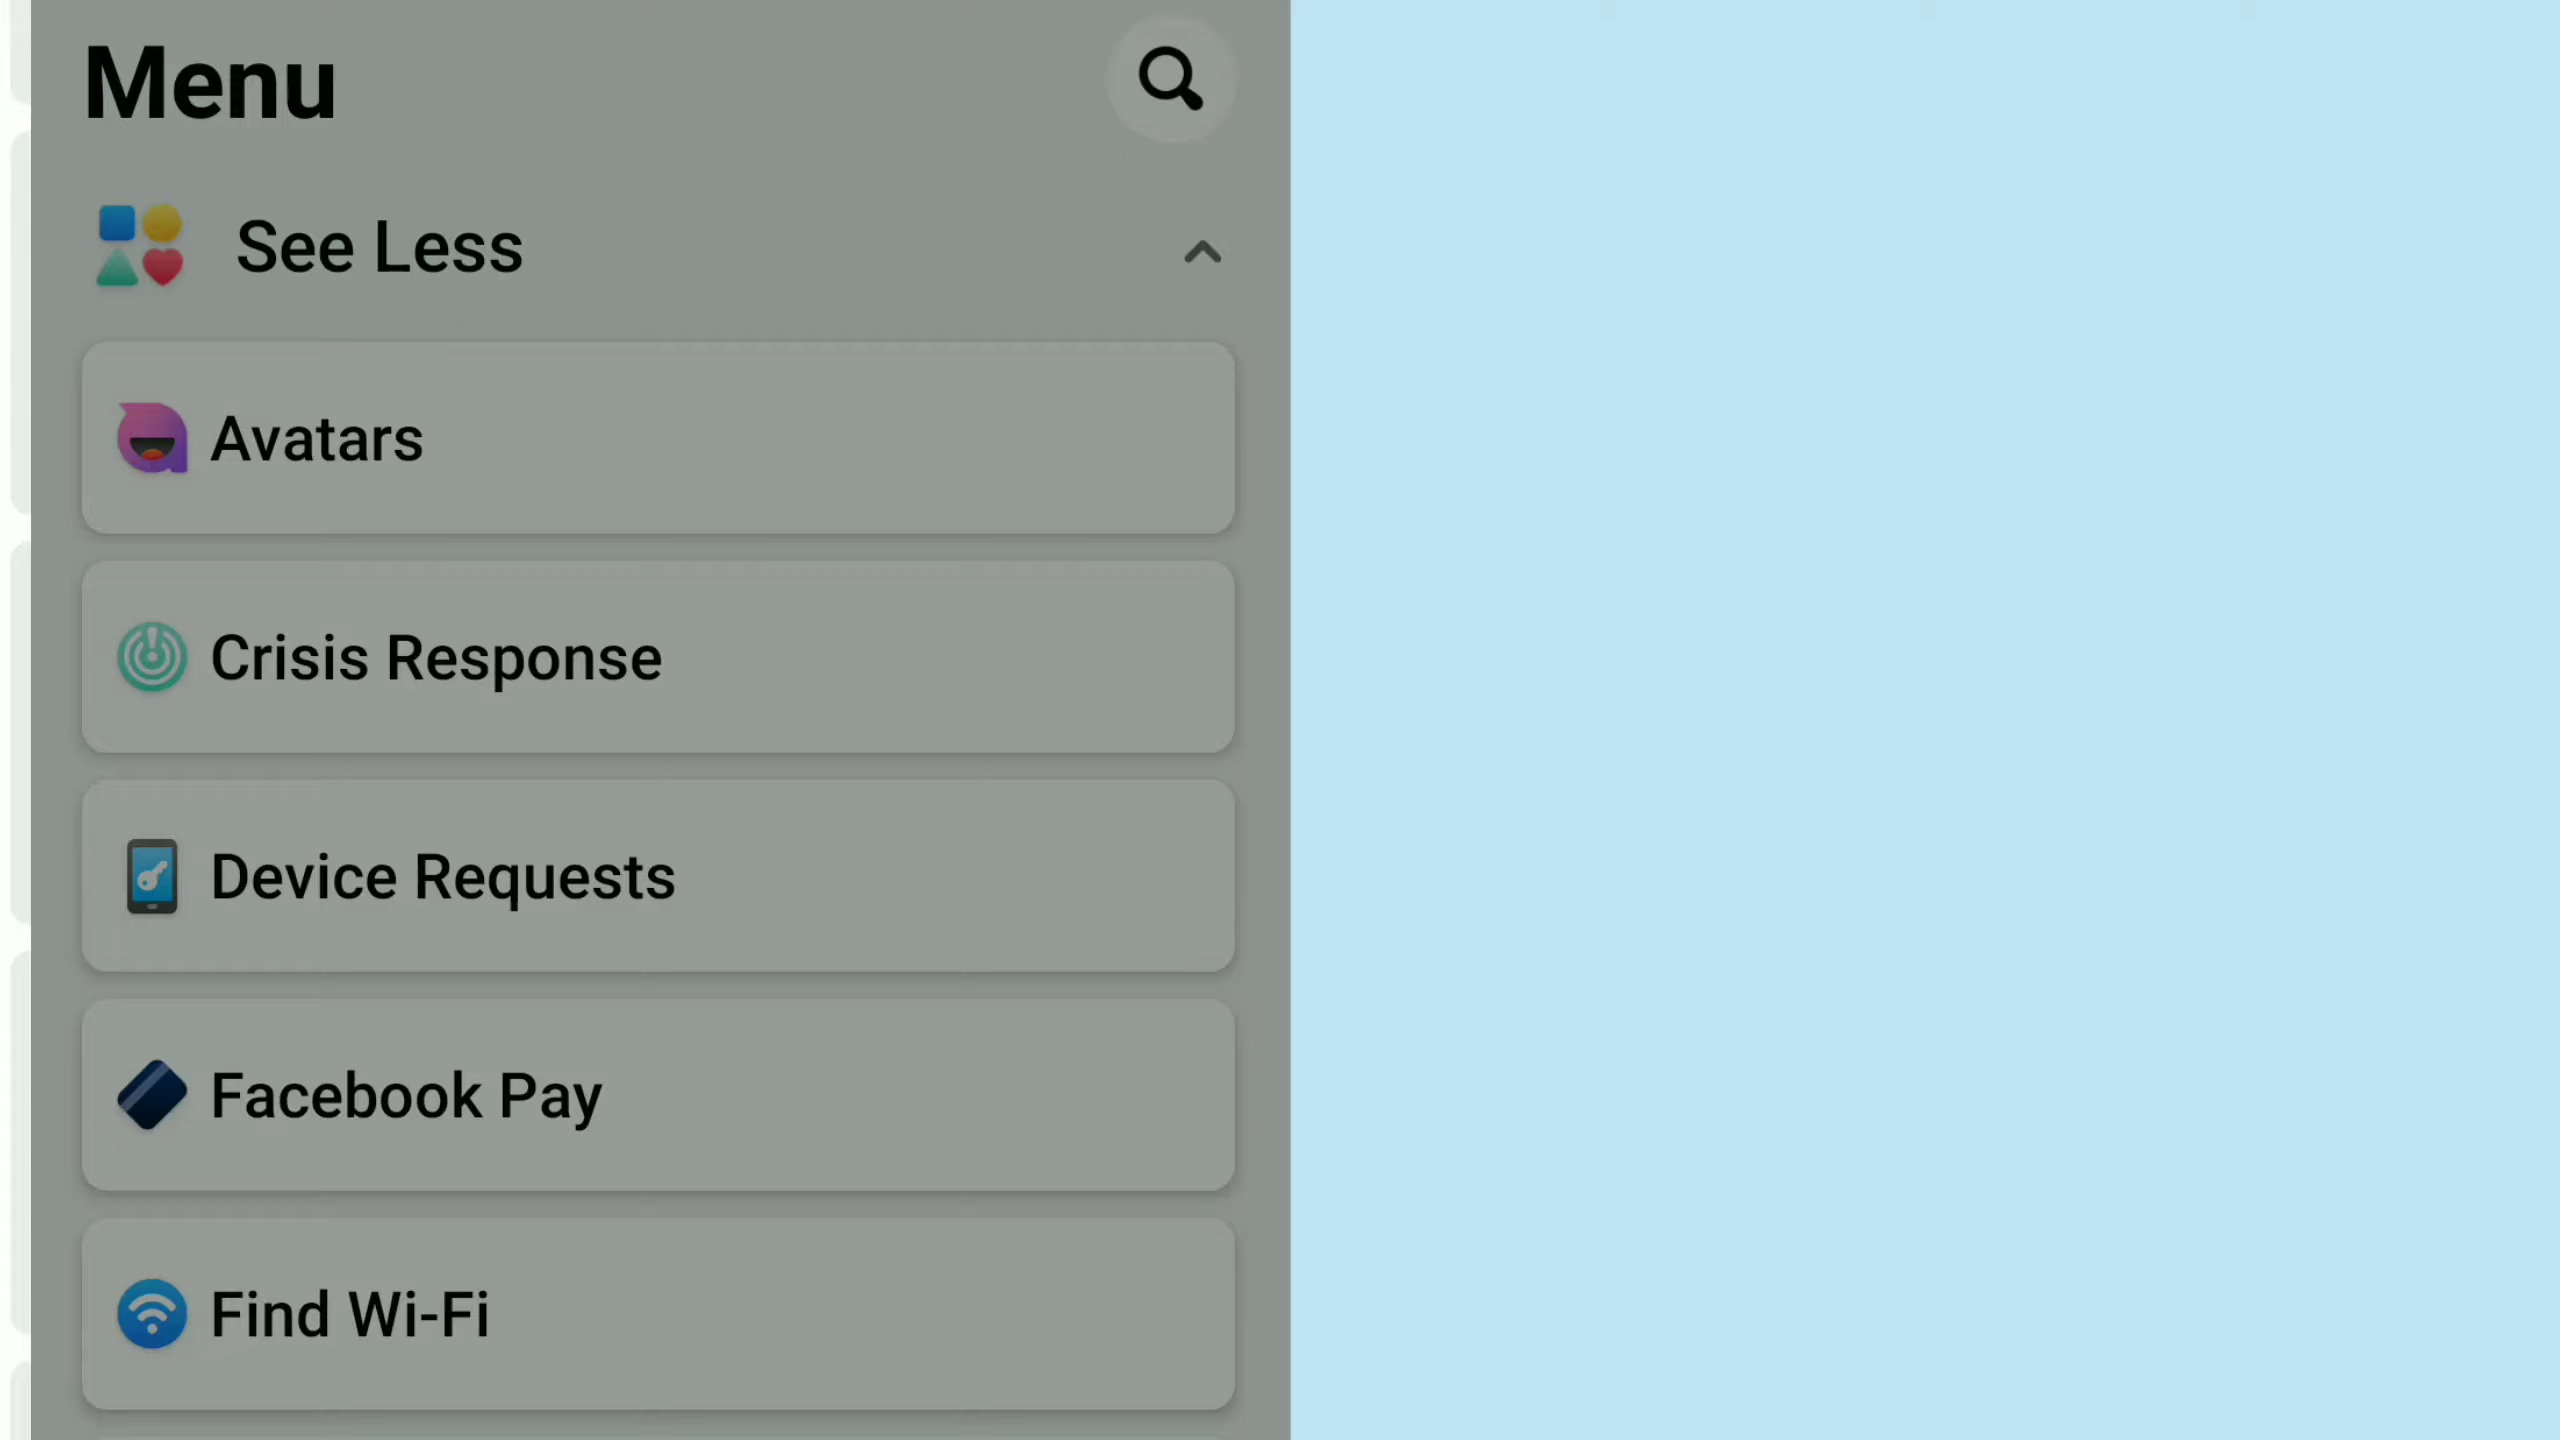 Menu
See Less
Avatars
Crisis Response
Device Requests
Facebook Pay
Find Wi-Fi